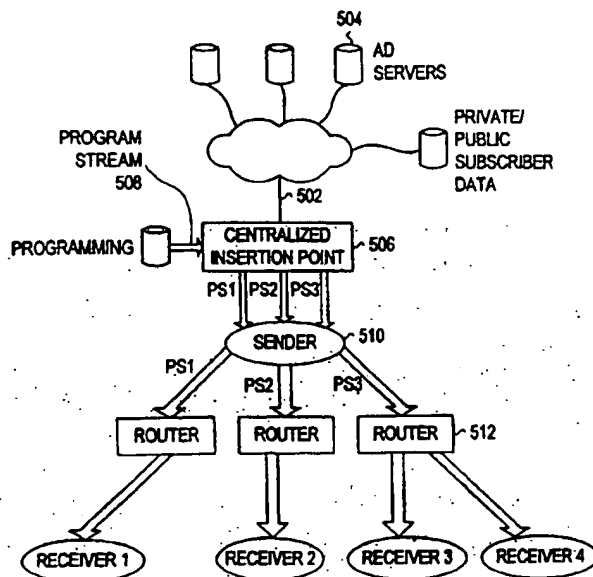 504
AD
SERVERS
PRIVATE/
PUBLIC
SUBSCRIBER
DATA
PROGRAM
STREAM
508
502
PROGRAMMING
CENTRALIZED
INSERTION POINT
506
PS1
PS2
PS3
SENDER
510
PS1
PS2
PS3
ROUTER
ROUTER
ROUTER
512
RECEIVER 1
RECEIVER 2
RECEIVER 3
RECEIVER 4